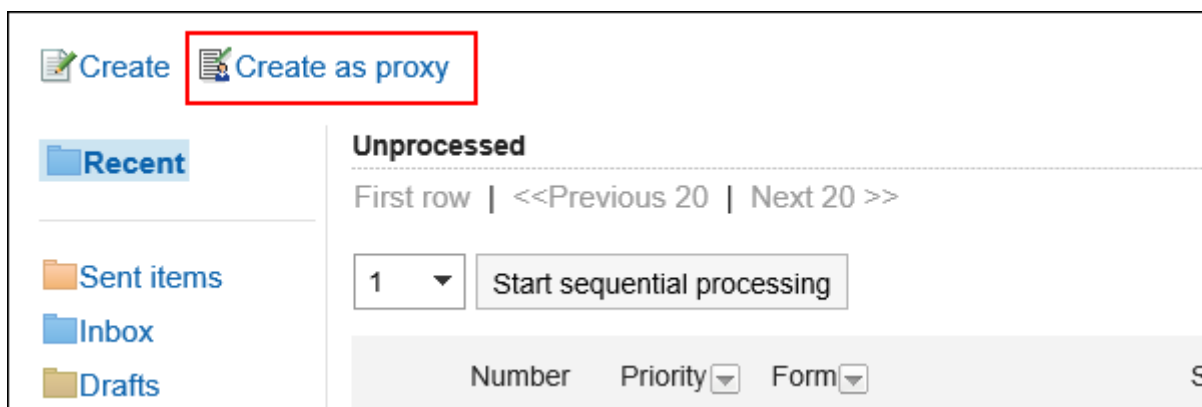 Create Create as proxy
Recent
Unprocessed
First row | <<Previous 20 | Next 20 >>
1 Start sequential processing
Sent items
Inbox
Drafts
Number Priority Form S